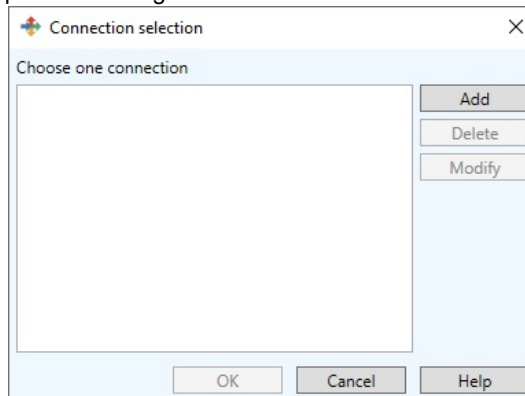 Connection selection
Choose one connection
Add
Delete
Modify
OK
Cancel
Help